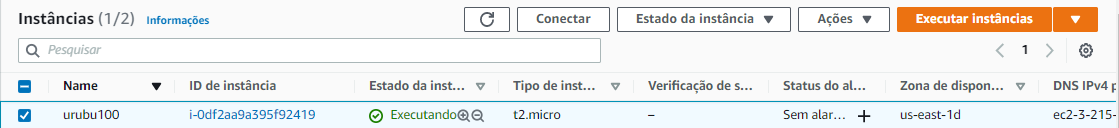 Instâncias (1/2) Informações Conectar Estado da instância Ações Executar instâncias
Pesquisar 1
Name ID de instância Estado da inst... Tipo de inst... Verificação de s... Status do al... Zona de dispon... DNS IPv4 p
urubu100 i-0df2aa9a395f92419 Executando t2.micro – Sem alar... us-east-1d ec2-3-215-